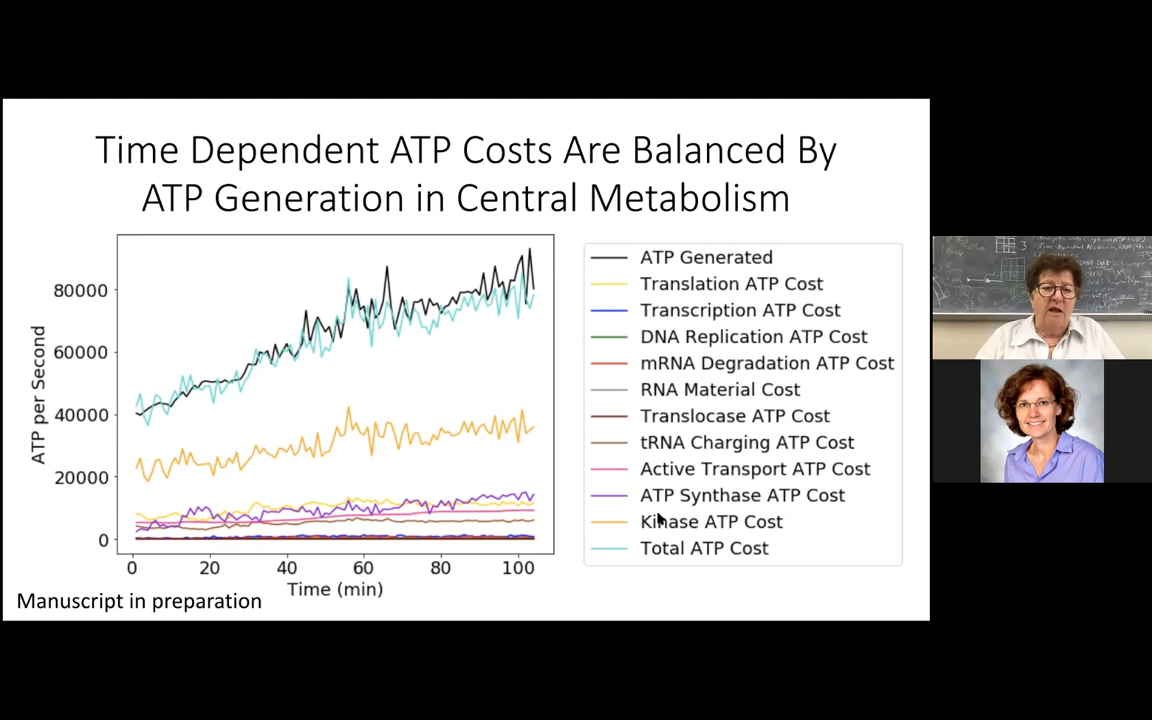 Time Dependent ATP Costs Are Balanced By
ATP Generation in Central Metabolism
ATP per Second
80000
60000
40000
20000
0
0 20 40 60 80 100
Time (min)
ATP Generated
Translation ATP Cost
Transcription ATP Cost
DNA Replication ATP Cost
mRNA Degradation ATP Cost
RNA Material Cost
Translocase ATP Cost
tRNA Charging ATP Cost
Active Transport ATP Cost
ATP Synthase ATP Cost
Kinase ATP Cost
Total ATP Cost
Manuscript in preparation